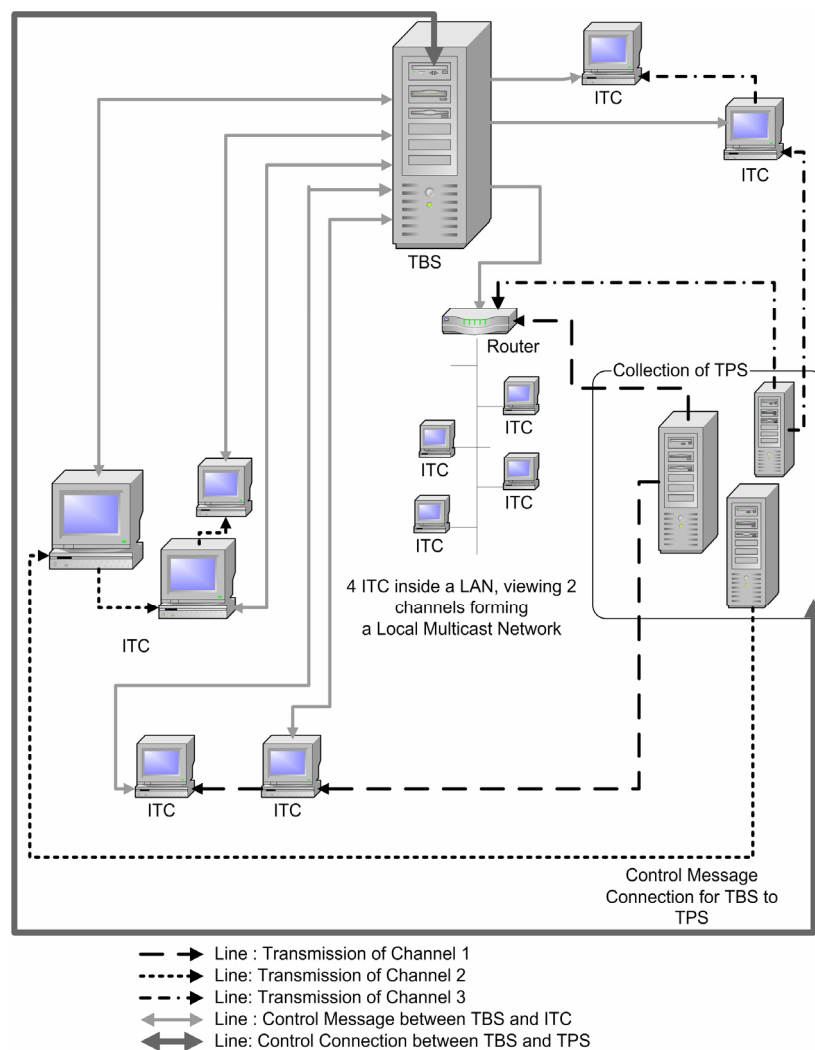 ITC
ITC
TBS
Router
Collection of TPS
ITC
ITC
ITC
ITC
4 ITC inside a LAN, viewing 2
channels forming
a Local Multicast Network
ITC
ITC
ITC
Control Message
Connection for TBS to
TPS
Line : Transmission of Channel 1
Line: Transmission of Channel 2
Line: Transmission of Channel 3
Line : Control Message between TBS and ITC
Line: Control Connection between TBS and TPS